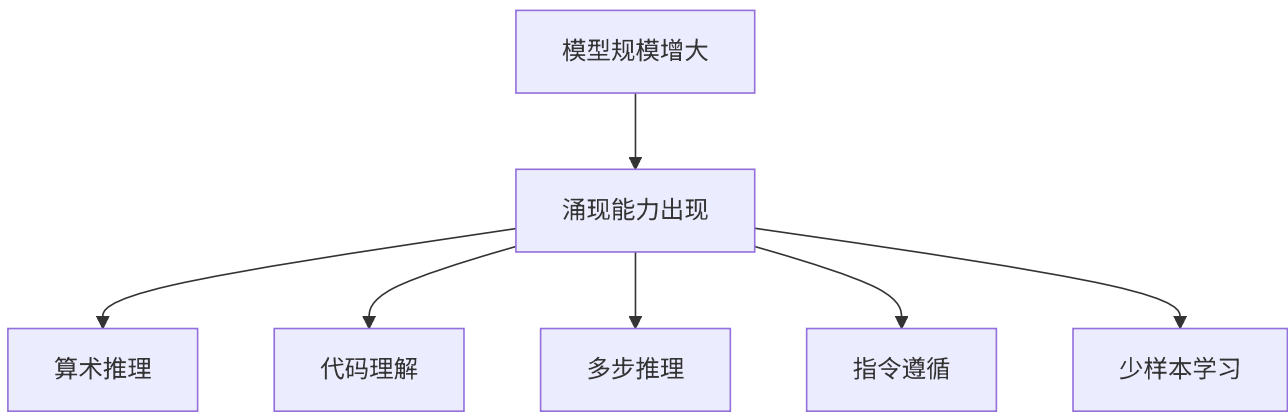 模型规模增大
涌现能力出现
算术推理
代码理解
多步推理
指令遵循
少样本学习